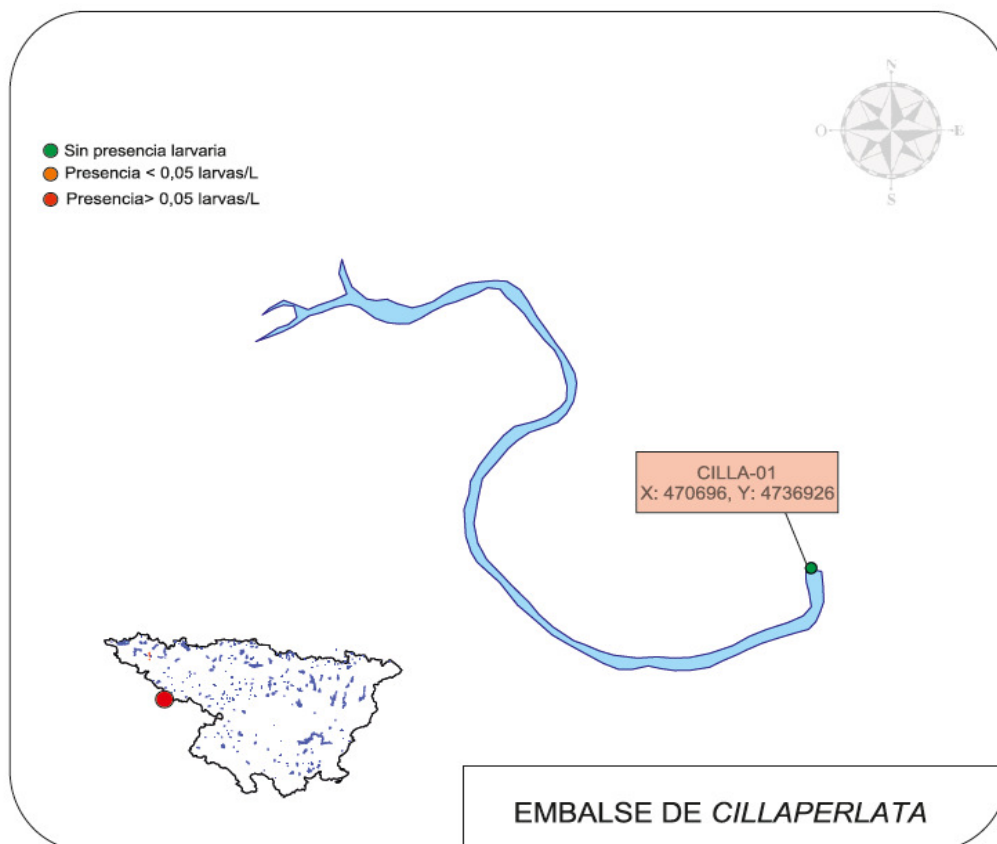 N
O
E
S
Sin presencia larvaria
Presencia < 0,05 larvas/L
Presencia> 0,05 larvas/L
CILLA-01
X: 470696, Y: 4736926
EMBALSE DE CILLAPERLATA